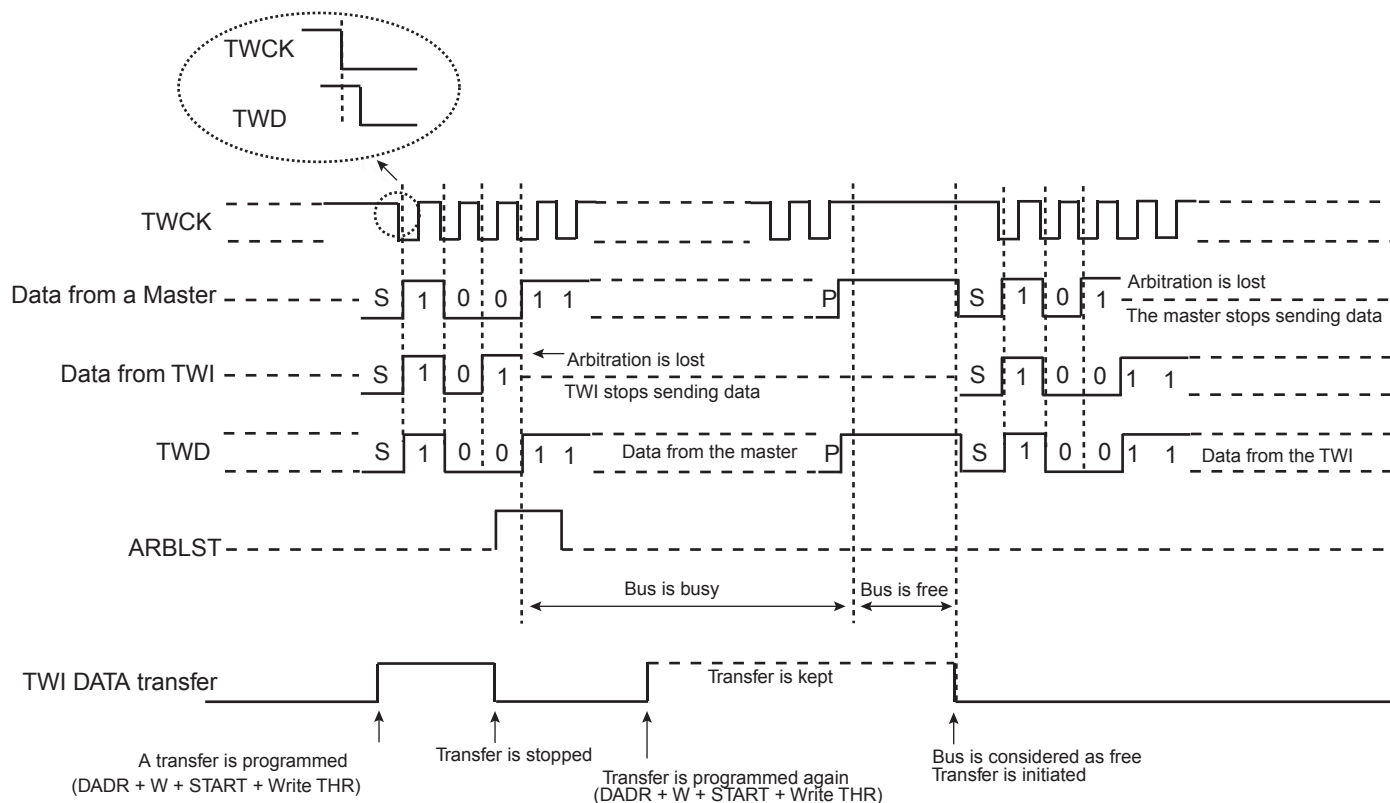 TWCK
TWD
TWCK
Data from a Master
S 1 0 0 1 1
P
S 1 0 1
Arbitration is lost
The master stops sending data
Data from TWI
S 1 0 1
Arbitration is lost
TWI stops sending data
S 1 0 0 1 1
TWD
S 1 0 0 1 1
Data from the master
P
S 1 0 0 1 1
Data from the TWI
ARBLST
Bus is busy
Bus is free
TWI DATA transfer
Transfer is kept
A transfer is programmed
(DADR + W + START + Write THR)
Transfer is stopped
Transfer is programmed again
(DADR + W + START + Write THR)
Bus is considered as free
Transfer is initiated